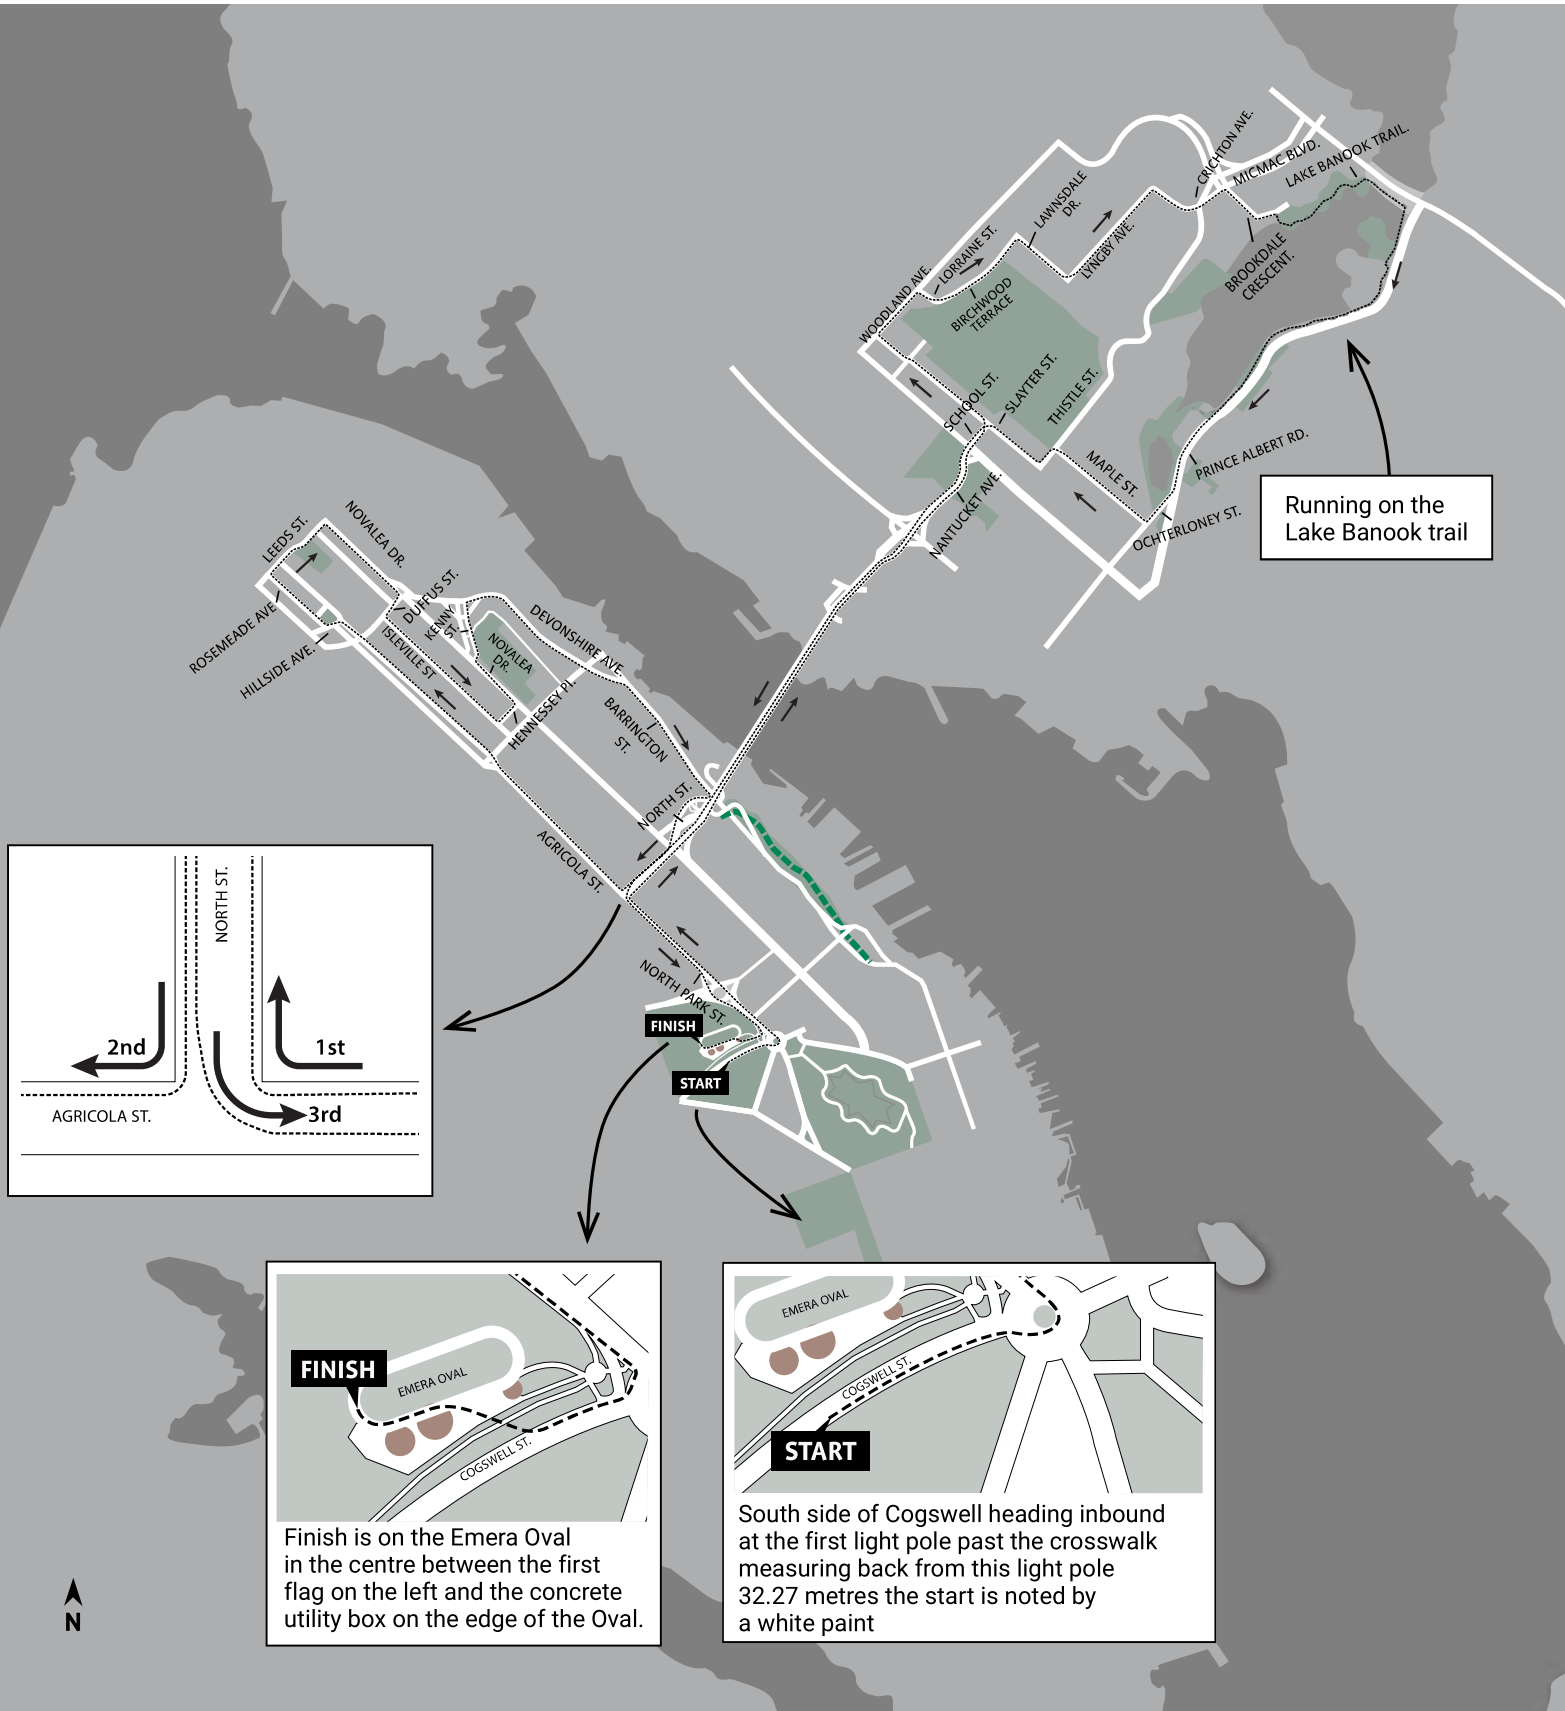 CRICHTON AVE.
MICMAC BLVD.
LAKE BANOOK TRAIL.
LAWNSDALE
DR.
LYNGBY AVE.
LORRAINE ST.
WOODLAND AVE.
BIRCHWOOD
TERRACE
BROOKDALE
CRESCENT.
SCHOOL ST.
SLAYTER ST.
THISTLE ST.
MAPLE ST.
PRINCE ALBERT RD.
OCHTERLONEY ST.
NANTUCKET AVE.
Running on the
Lake Banook trail
LEEDS ST.
NOVALEA DR.
DUFFUS ST.
KENNY
ST.
DEVONSHIRE AVE.
NOVALEA
DR.
ROSEMEADE AVE
HILLSIDE AVE.
ISLEVILLE ST
HENNESSEY PI.
BARRINGTON
ST.
NORTH ST.
AGRICOLA ST.
NORTH PARK ST.
FINISH
START
NORTH ST.
2nd
1st
3rd
AGRICOLA ST.
FINISH
EMERA OVAL
COGSWELL ST.
Finish is on the Emera Oval
in the centre between the first
flag on the left and the concrete
utility box on the edge of the Oval.
EMERA OVAL
COGSWELL ST.
START
South side of Cogswell heading inbound
at the first light pole past the crosswalk
measuring back from this light pole
32.27 metres the start is noted by
a white paint
N